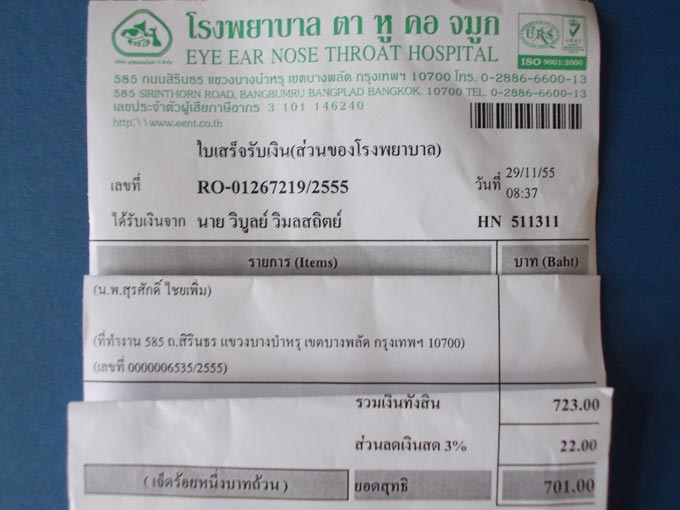 โรงพยาบาล ตา หู คอ จมูก
EYE EAR NOSE THROAT HOSPITAL
585 ถนนสิรินธร แขวงบางบำหรุ เขตบางพลัด กรุงเทพฯ 10700 โทร. 0-2886-6600-13
585 SIRINTHORN ROAD, BANGBUMRU BANGPLAD BANGKOK. 10700 TEL. 0-2886-6600-13
เลขประจำตัวผู้เสียภาษีอากร 3 101 146240
http:\\www.eent.co.th
URS
ISO 9001:2008
ใบเสร็จรับเงิน(ส่วนของโรงพยาบาล)
เลขที่ RO-01267219/2555 วันที่ 29/11/55
08:37
ได้รับเงินจาก นาย วิบูลย์ วิมลสถิตย์ HN 511311
รายการ (Items) บาท (Baht)
(น.พ.สุรศักดิ์ ไชยเพิ่ม)
(ที่ทำงาน 585 ถ.สิรินธร แขวงบางบำหรุ เขตบางพลัด กรุงเทพฯ 10700)
(เลขที่ 0000006535/2555)
รวมเงินทั้งสิน 723.00
ส่วนลดเงินสด 3% 22.00
( เจ็ดร้อยหนึ่งบาทถ้วน ) ยอดสุทธิ 701.00